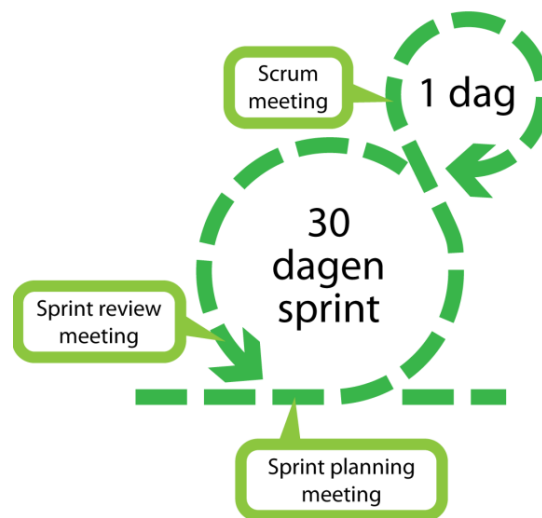 Scrum
meeting
1 dag
30
dagen
sprint
Sprint review
meeting
Sprint planning
meeting